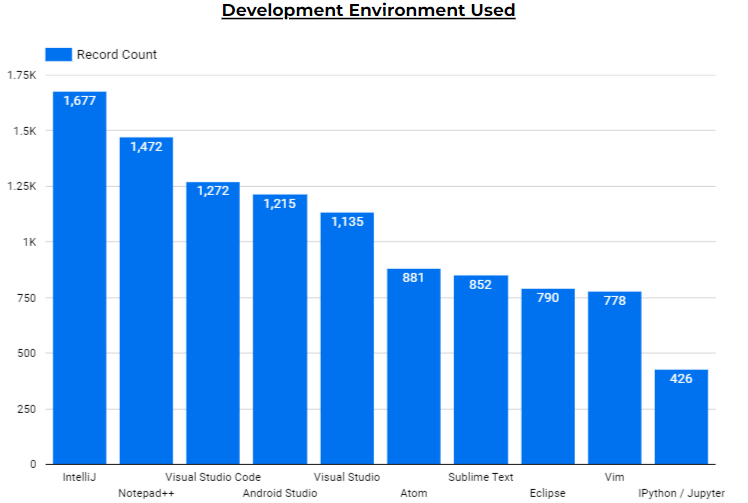 Development Environment Used
Record Count
1.75K
1.5K
1.25K
1K
750
500
250
0
1,677
1,472
1,272
1,215
1,135
881
852
790
778
426
IntelliJ
Notepad++
Visual Studio Code
Android Studio
Visual Studio
Atom
Sublime Text
Eclipse
Vim
IPython / Jupyter